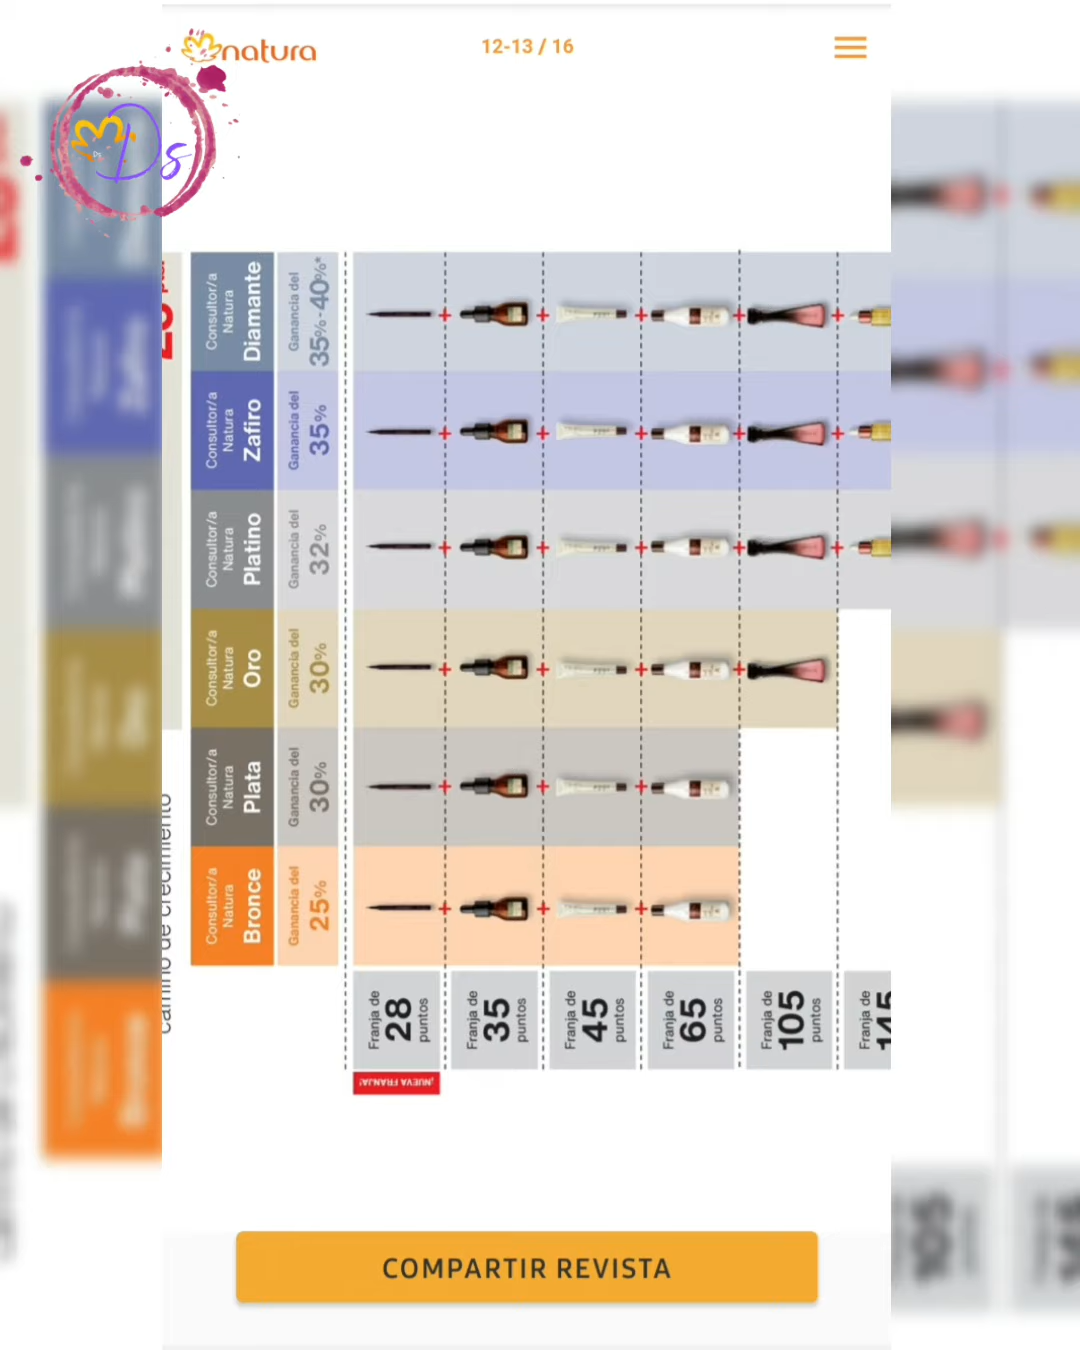 natura
12-13 / 16
Ds
Consultor/a
Natura
Diamante
Ganancia del
35% - 40%*
Consultor/a
Natura
Zafiro
Ganancia del
35%
Consultor/a
Natura
Platino
Ganancia del
32%
Consultor/a
Natura
Oro
Ganancia del
30%
Consultor/a
Natura
Plata
Ganancia del
30%
Consultor/a
Natura
Bronce
Ganancia del
25%
camino de crecimiento
Franja de
28
puntos
¡NUEVA FRANJA!
Franja de
35
puntos
Franja de
45
puntos
Franja de
65
puntos
Franja de
105
puntos
Franja de
145
puntos
COMPARTIR REVISTA